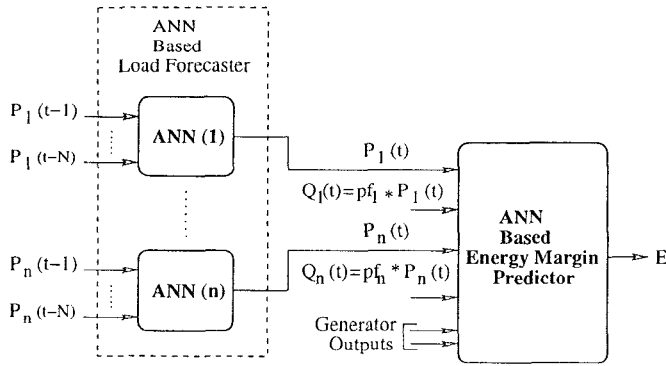 ANN
Based
Load Forecaster
P₁(t−1)
P₁(t−N)
ANN (1)
Pₙ(t−1)
Pₙ(t−N)
ANN (n)
P₁(t)
Q₁(t)=pf₁*P₁(t)
Pₙ(t)
Qₙ(t)=pfₙ*Pₙ(t)
Generator
Outputs
ANN
Based
Energy Margin
Predictor
E